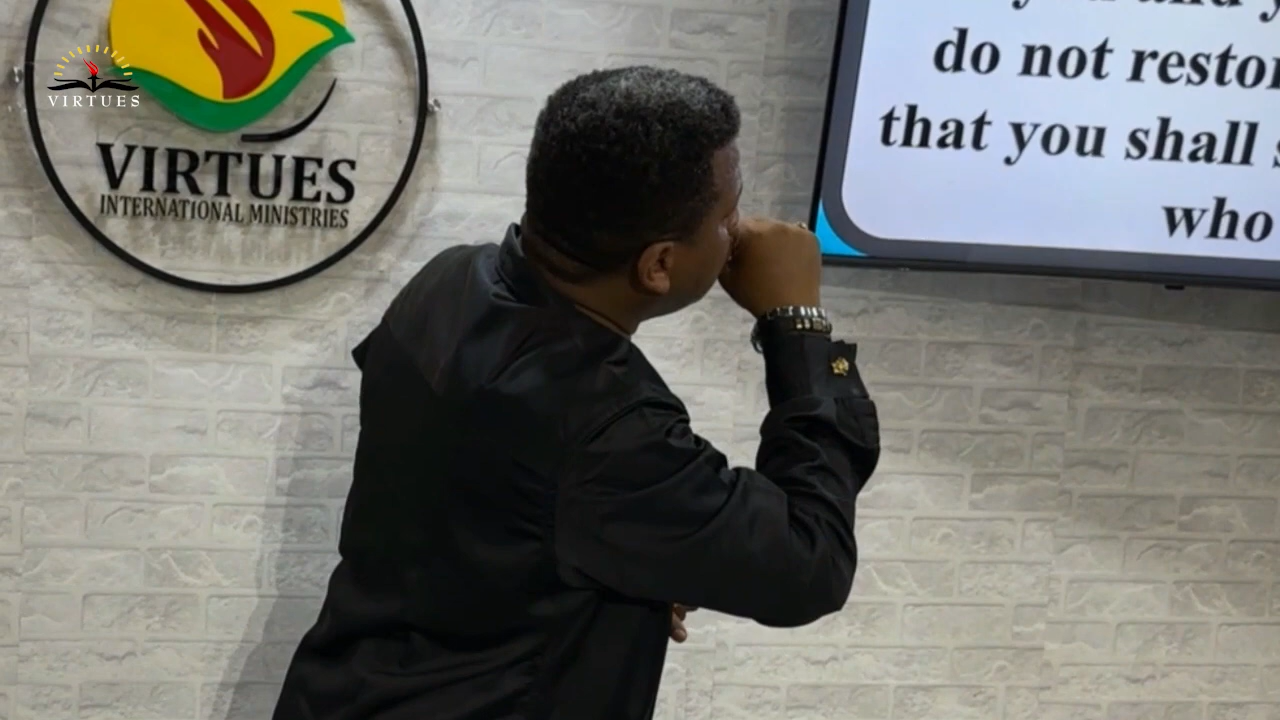 VIRTUES
VIRTUES
INTERNATIONAL MINISTRIES
do not
that you shall
who